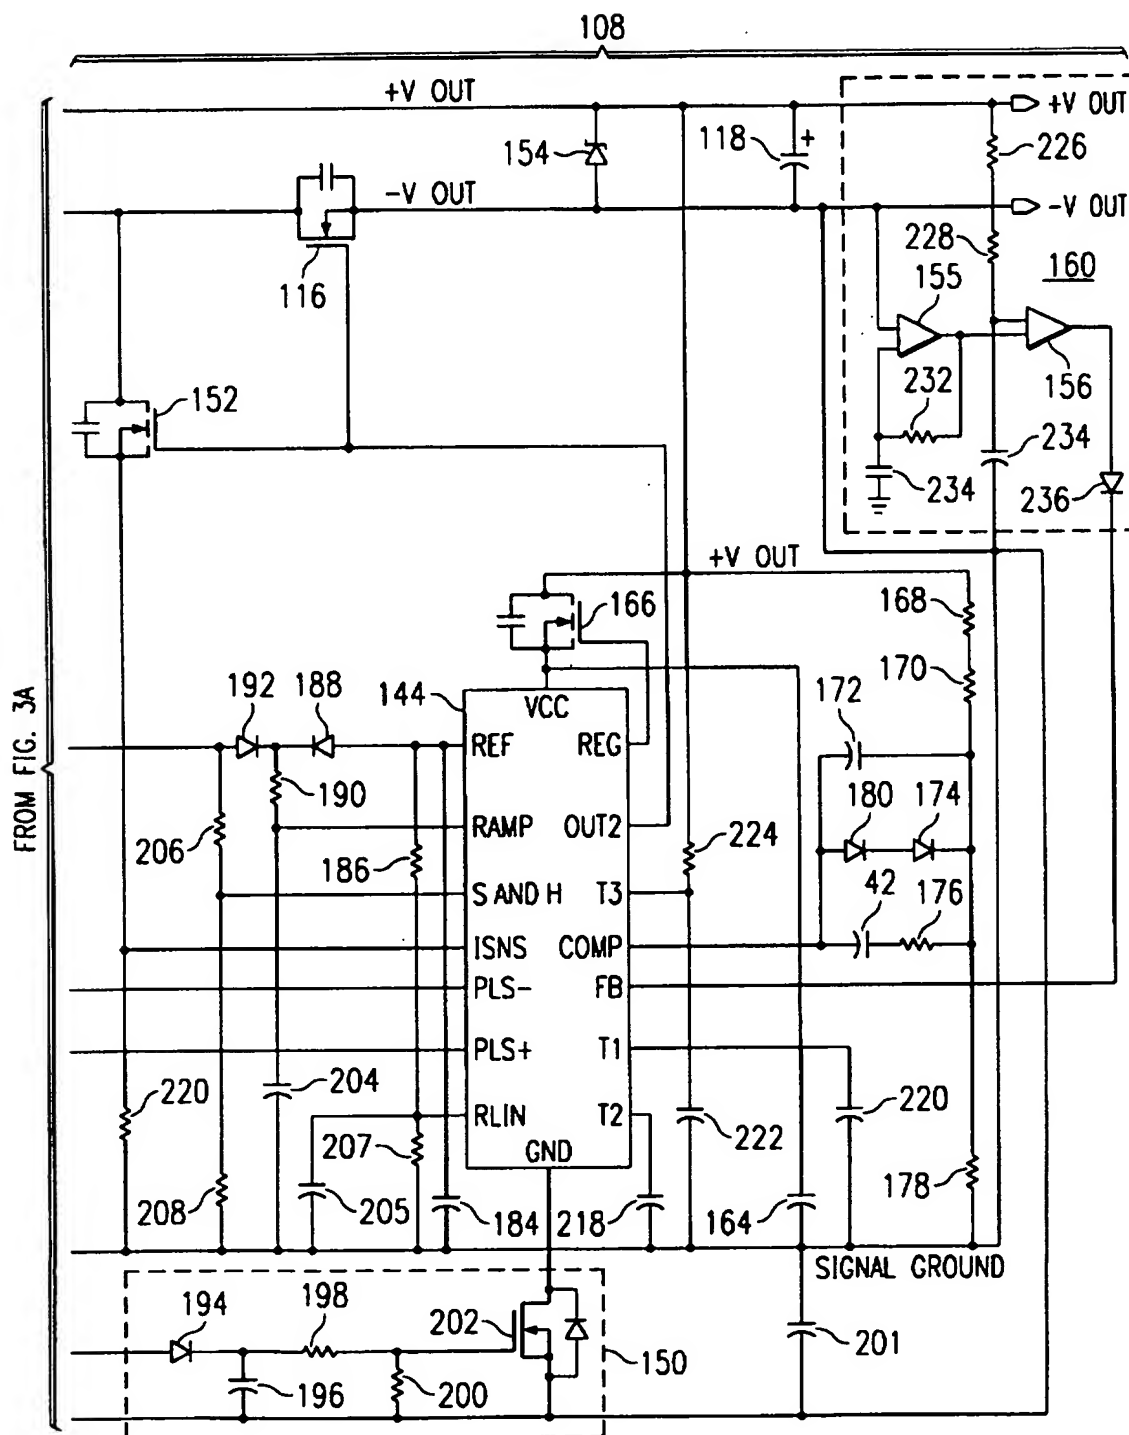 108
+V OUT
+V OUT
154
118
+
226
-V OUT
-V OUT
228
160
116
155
156
152
232
234
234
236
+V OUT
166
168
170
172
192
188
144
VCC
REF
REG
190
180
174
206
RAMP
OUT2
224
186
S AND H
T3
42
176
ISNS
COMP
PLS-
FB
PLS+
T1
220
204
220
RLIN
T2
222
207
GND
178
208
205
184
218
164
SIGNAL GROUND
194
198
202
201
150
196
200
FROM FIG. 3A